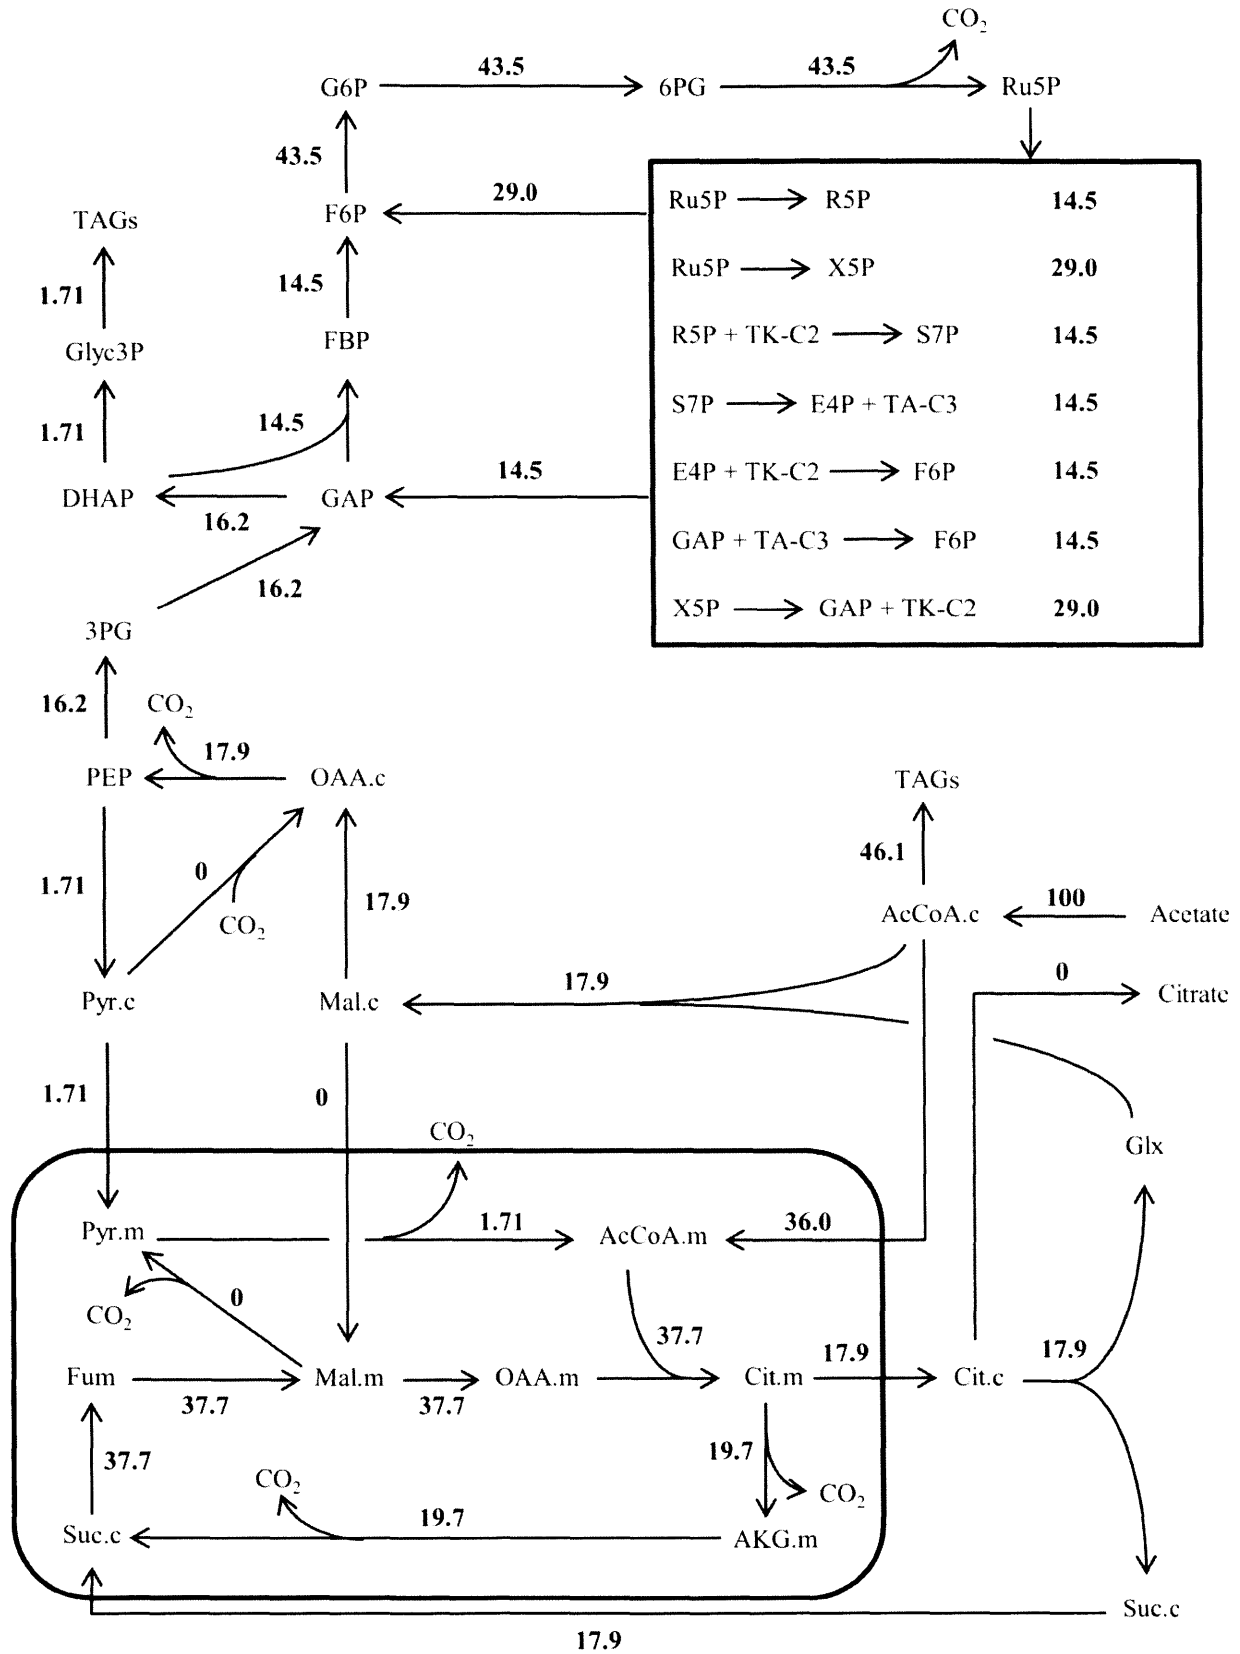 CO₂
43.5
43.5
G6P
6PG
Ru5P
43.5
29.0
TAGs
F6P
Ru5P R5P 14.5
1.71
14.5
Ru5P X5P 29.0
Glyc3P
FBP
R5P + TK-C2 S7P 14.5
1.71
14.5
S7P E4P + TA-C3 14.5
DHAP
16.2
GAP
14.5
E4P + TK-C2 F6P 14.5
16.2
GAP + TA-C3 F6P 14.5
3PG
X5P GAP + TK-C2 29.0
16.2
CO₂
17.9
PEP
OAA.c
TAGs
46.1
1.71
0
CO₂
17.9
AcCoA.c
100
Acetate
Pyr.c
Mal.c
17.9
0
Citrate
1.71
0
CO₂
Glx
Pyr.m
1.71
AcCoA.m
36.0
CO₂
0
37.7
Fum
37.7
Mal.m
37.7
OAA.m
Cit.m
17.9
Cit.c
17.9
37.7
19.7
CO₂
CO₂
Suc.c
19.7
AKG.m
Suc.c
17.9